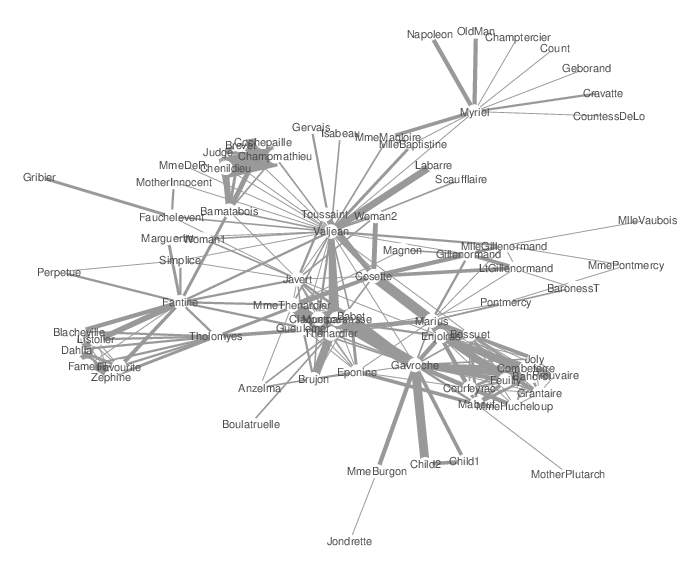 Napoleon
OldMan
Champtercier
Count
Geborand
Cravatte
CountessDeLo
Myriel
Gervais
Isabeau
MmeMagloire
MlleBaptistine
Cochepaille
Brevet
Judge
Champmathieu
Chenildieu
MmeDeR
Labarre
Scaufflaire
Gribier
MotherInnocent
Bamatabois
Fauchelevent
Toussaint
Woman2
Valjean
MlleVaubois
Marguerite
Woman1
Magnon
MlleGillenormand
Gillenormand
Simplice
Perpetue
LtGillenormand
MmePontmercy
Javert
Cosette
BaronessT
Fantine
MmeThenardier
Pontmercy
Babet
Montparnasse
Marius
Gueulemer
Thenardier
Enjolras
Bossuet
Blacheville
Listolier
Tholomyes
Dahlia
Fameuil
Favourite
Zephine
Joly
Gavroche
Combeferre
Eponine
Brujon
Feuilly
Bahorel
Prouvaire
Anzelma
Courfeyrac
Grantaire
Mabeuf
MmeHucheloup
Boulatruelle
Child2
Child1
MmeBurgon
MotherPlutarch
Jondrette